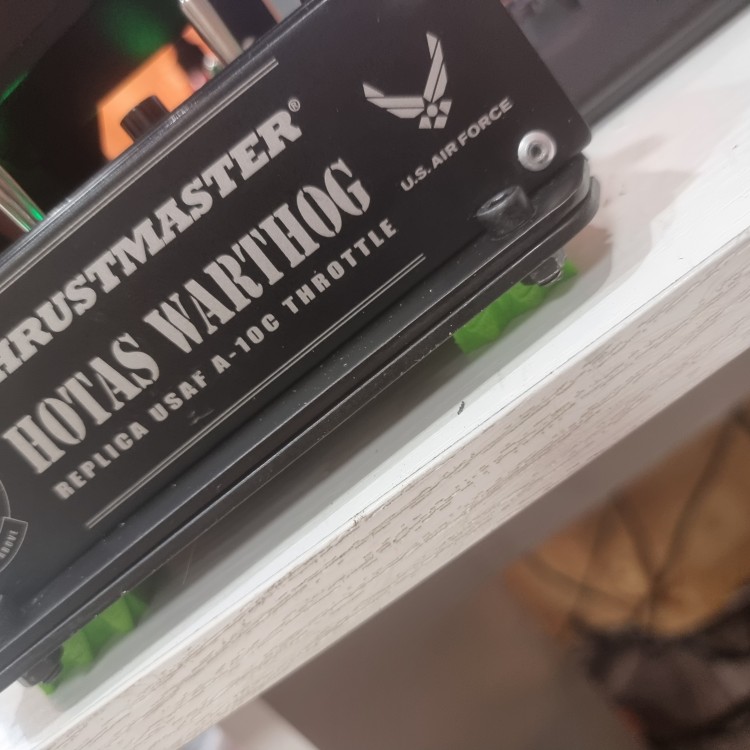 HRUSTMASTER®
HOTAS WARTHOG
REPLICA USAF A-10C THROTTLE
U.S. AIR FORCE